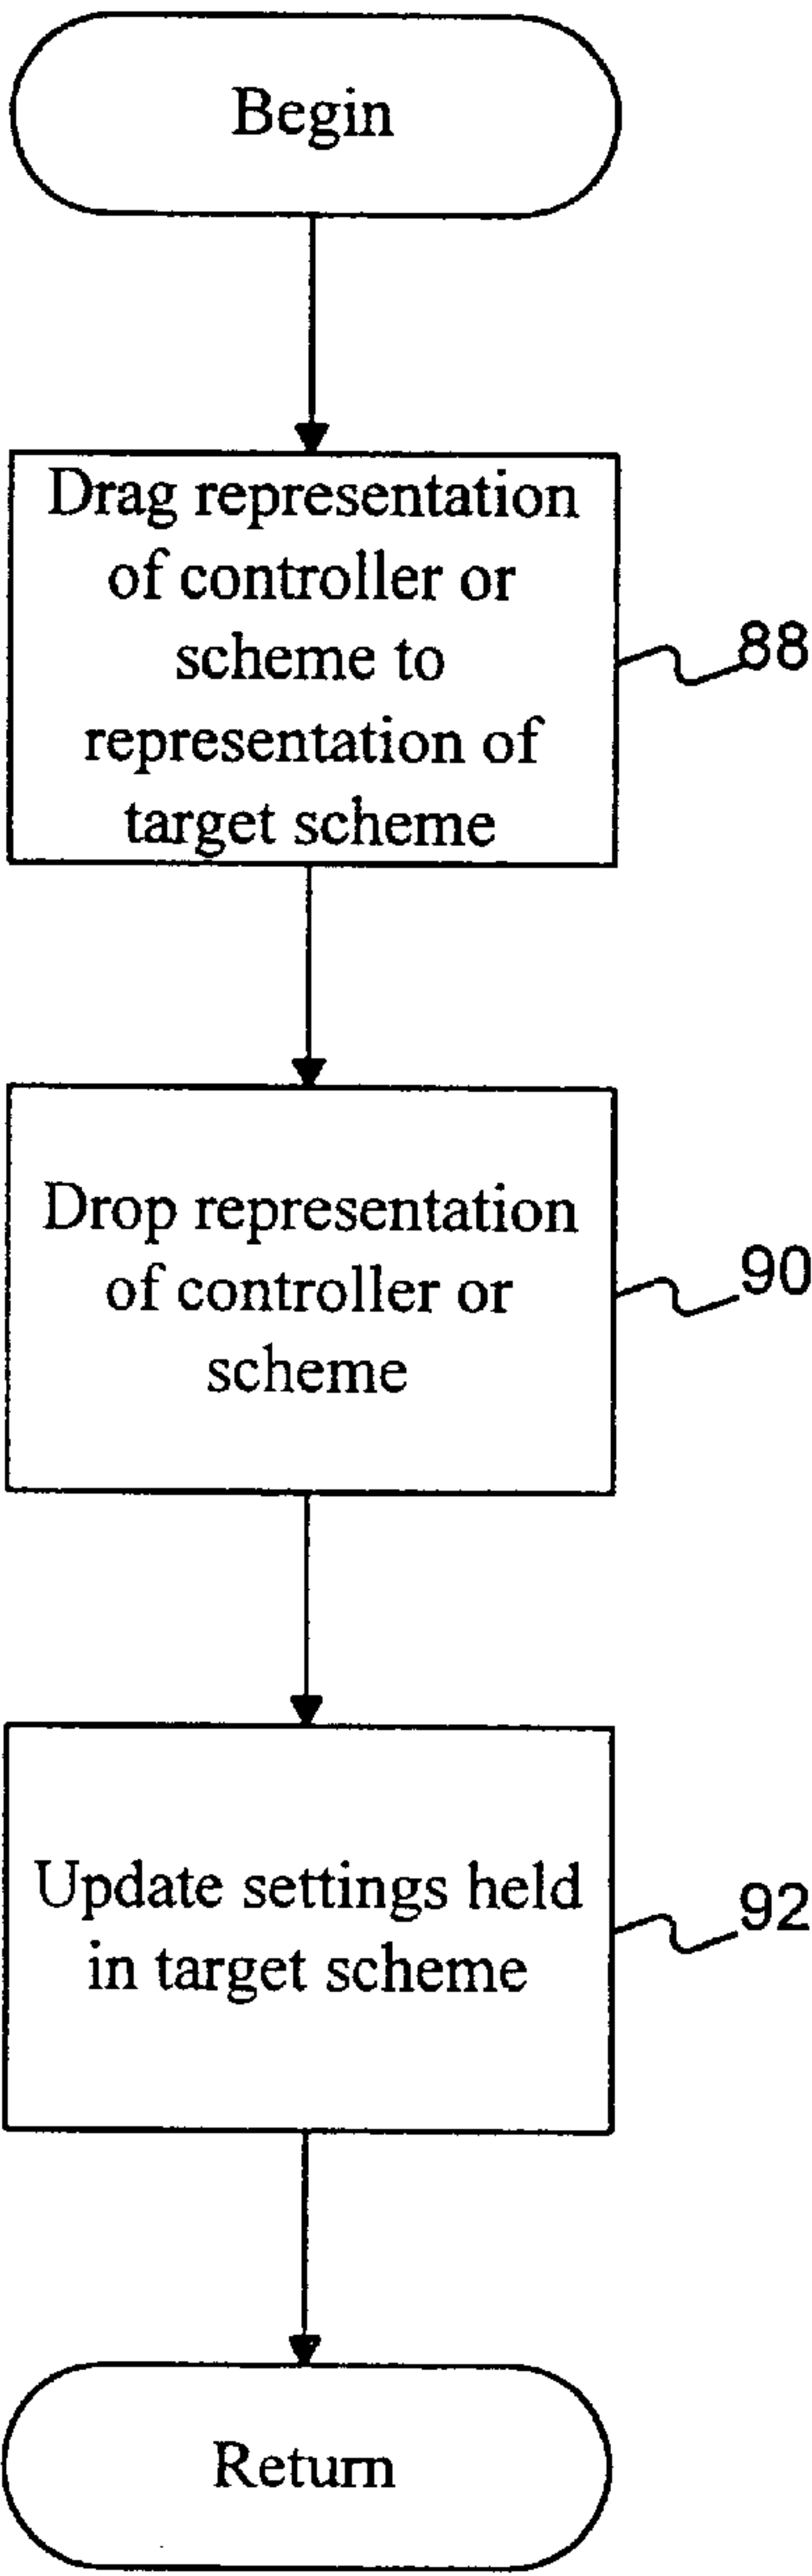 Begin
Drag representation
of controller or
scheme to
representation of
target scheme
88
Drop representation
of controller or
scheme
90
Update settings held
in target scheme
92
Return